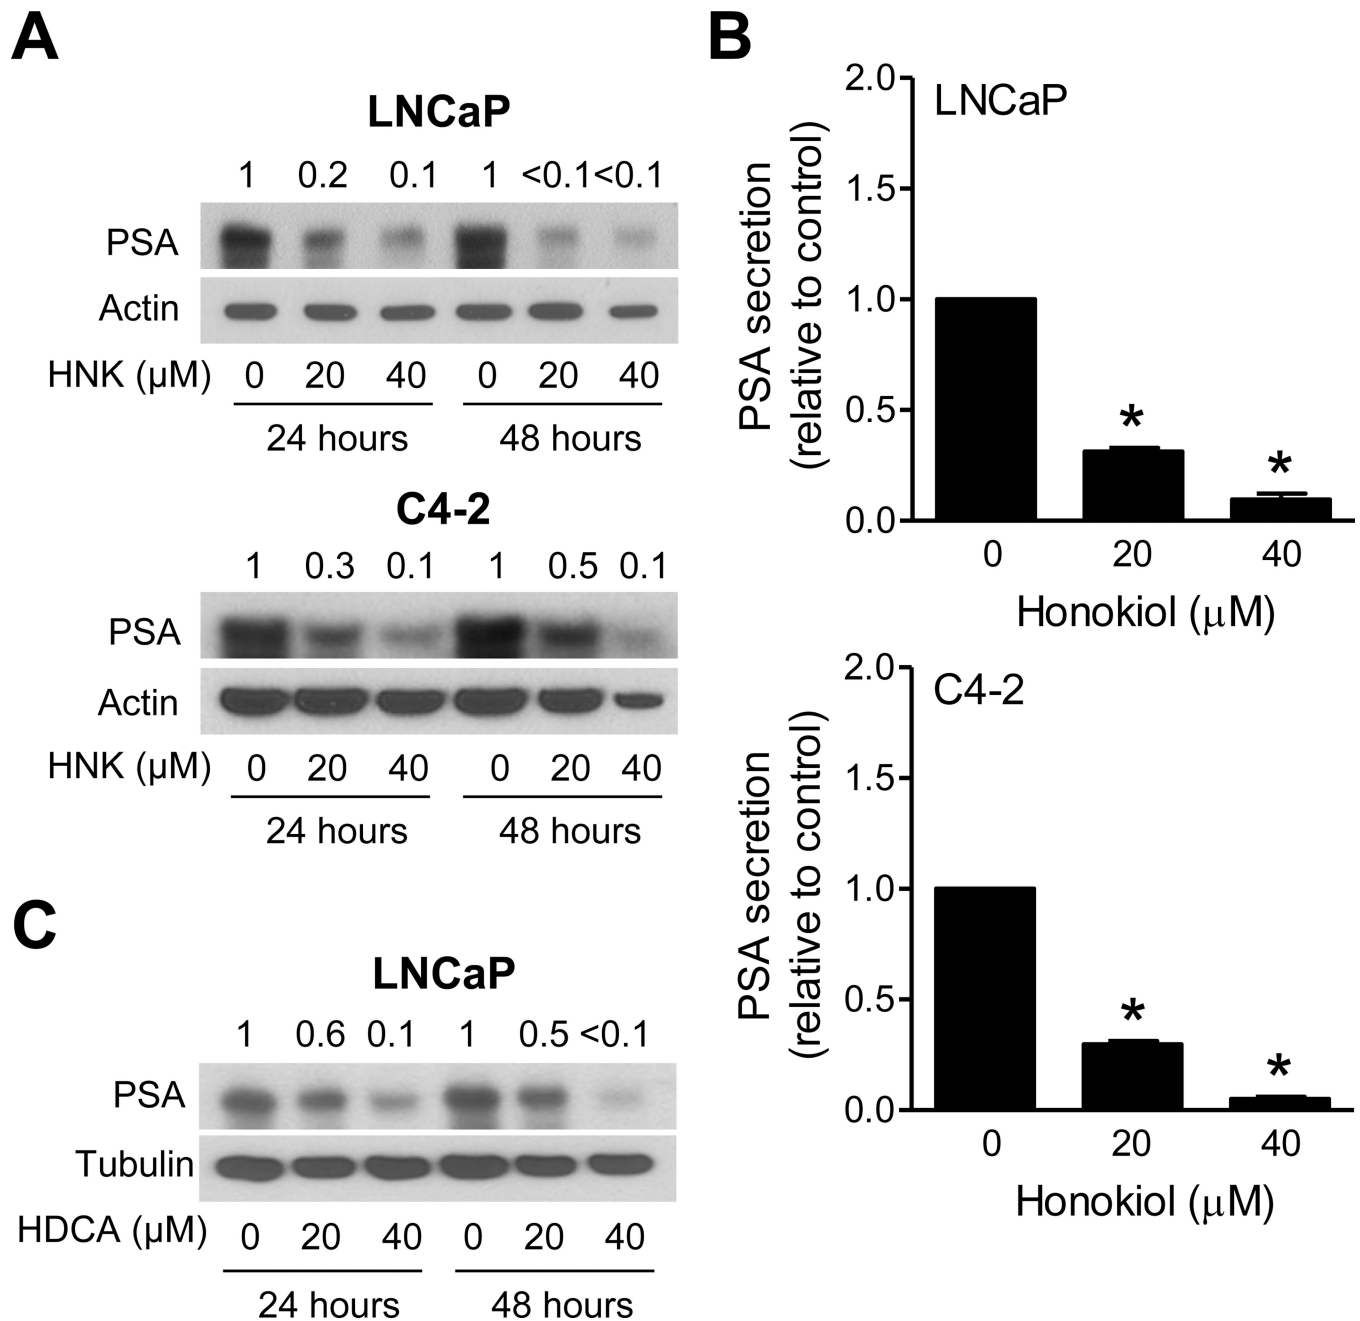 A
LNCaP
1 0.2 0.1 1 <0.1 <0.1
PSA
Actin
HNK (µM) 0 20 40 0 20 40
24 hours 48 hours
C4-2
1 0.3 0.1 1 0.5 0.1
PSA
Actin
HNK (µM) 0 20 40 0 20 40
24 hours 48 hours
B
PSA secretion
(relative to control)
LNCaP
2.0
1.5
1.0
0.5
0.0
* *
0 20 40
Honokiol (µM)
PSA secretion
(relative to control)
C4-2
2.0
1.5
1.0
0.5
0.0
* *
0 20 40
Honokiol (µM)
C
LNCaP
1 0.6 0.1 1 0.5 <0.1
PSA
Tubulin
HDCA (µM) 0 20 40 0 20 40
24 hours 48 hours